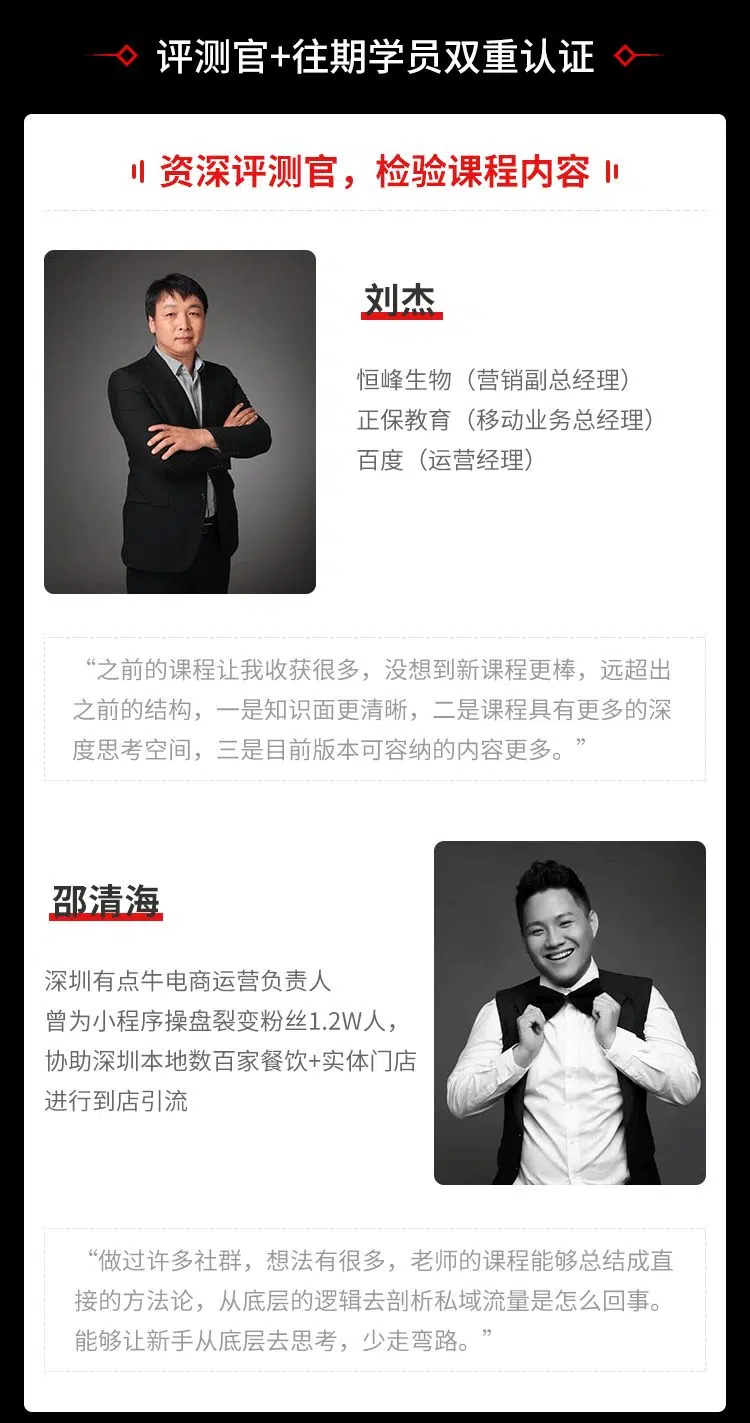 评测官+往期学员双重认证
资深评测官，检验课程内容
刘杰
恒峰生物（营销副总经理）
正保教育（移动业务总经理）
百度（运营经理）
“之前的课程让我收获很多，没想到新课程更棒，远超出
之前的结构，一是知识面更清晰，二是课程具有更多的深
度思考空间，三是目前版本可容纳的内容更多。”
邵清海
深圳有点牛电商运营负责人
曾为小程序操盘裂变粉丝1.2W人，
协助深圳本地数百家餐饮+实体门店
进行到店引流
“做过许多社群，想法有很多，老师的课程能够总结成直
接的方法论，从底层的逻辑去剖析私域流量是怎么回事。
能够让新手从底层去思考，少走弯路。”